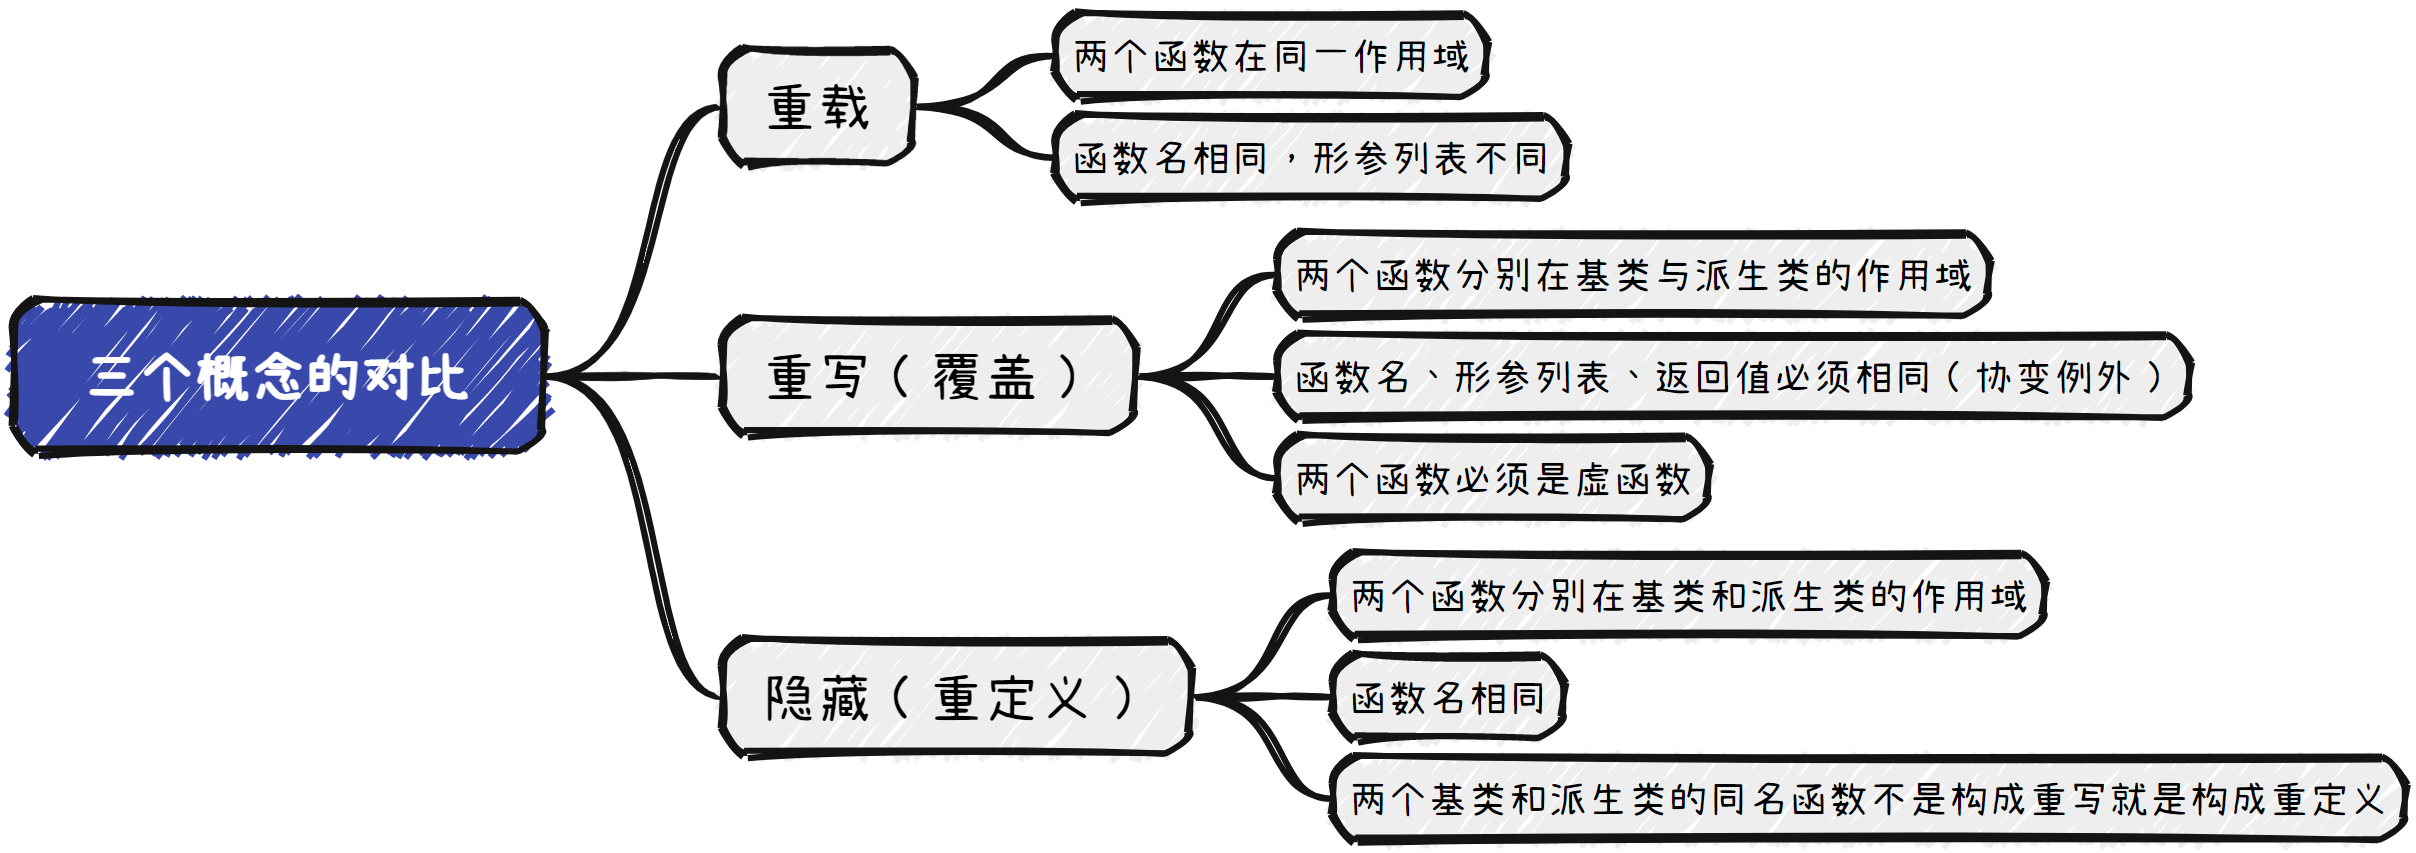 三个概念的对比
重载
两个函数在同一作用域
函数名相同，形参列表不同
重写（覆盖）
两个函数分别在基类与派生类的作用域
函数名、形参列表、返回值必须相同（协变例外）
两个函数必须是虚函数
隐藏（重定义）
两个函数分别在基类和派生类的作用域
函数名相同
两个基类和派生类的同名函数不是构成重写就是构成重定义